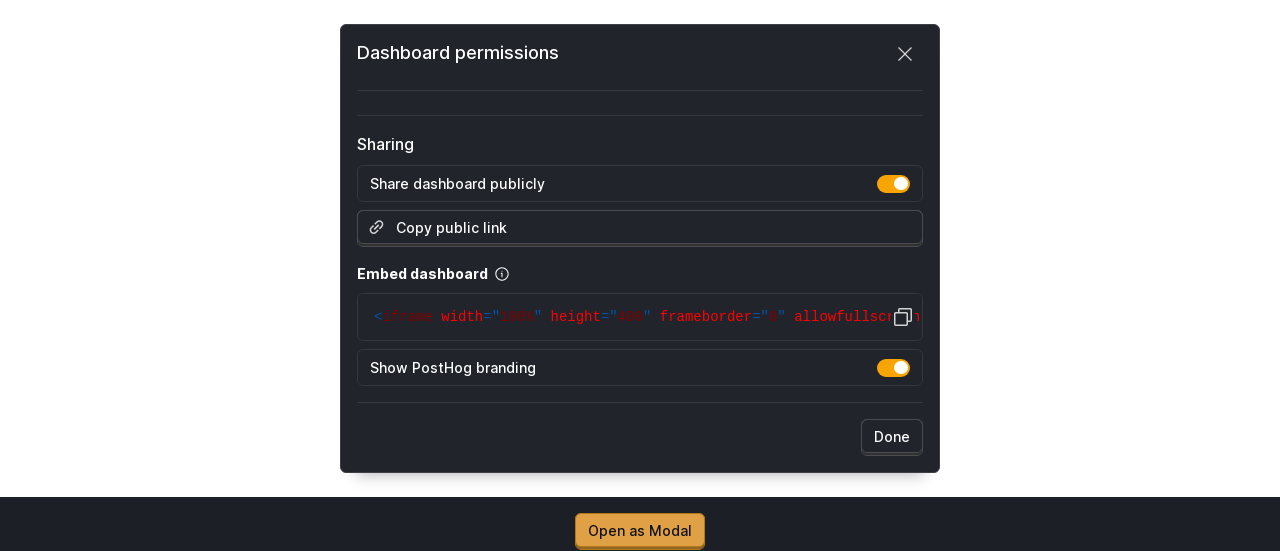 Dashboard permissions
Sharing
Share dashboard publicly
Copy public link
Embed dashboard
<iframe width="100%" height="400" frameborder="0" allowfullscr
Show PostHog branding
Done
Open as Modal